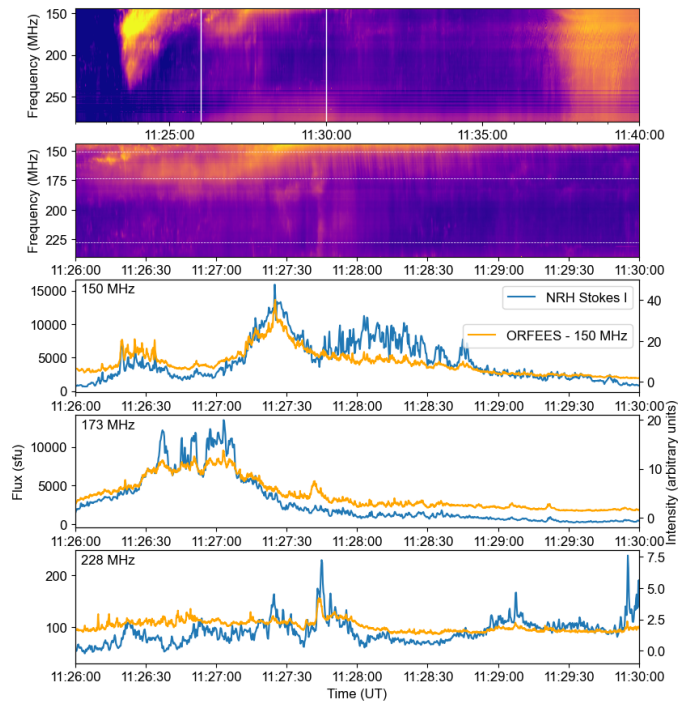 Frequency (MHz)
150
200
250
11:25:00 11:30:00 11:35:00 11:40:00
Frequency (MHz)
150
175
200
225
11:26:00 11:26:30 11:27:00 11:27:30 11:28:00 11:28:30 11:29:00 11:29:30 11:30:00
150 MHz
NRH Stokes I
ORFEES - 150 MHz
15000
10000
5000
0
40
20
0
11:26:00 11:26:30 11:27:00 11:27:30 11:28:00 11:28:30 11:29:00 11:29:30 11:30:00
173 MHz
Flux (sfu)
10000
5000
0
20
10
0
Intensity (arbitrary units)
11:26:00 11:26:30 11:27:00 11:27:30 11:28:00 11:28:30 11:29:00 11:29:30 11:30:00
228 MHz
200
100
7.5
5.0
2.5
0.0
11:26:00 11:26:30 11:27:00 11:27:30 11:28:00 11:28:30 11:29:00 11:29:30 11:30:00
Time (UT)